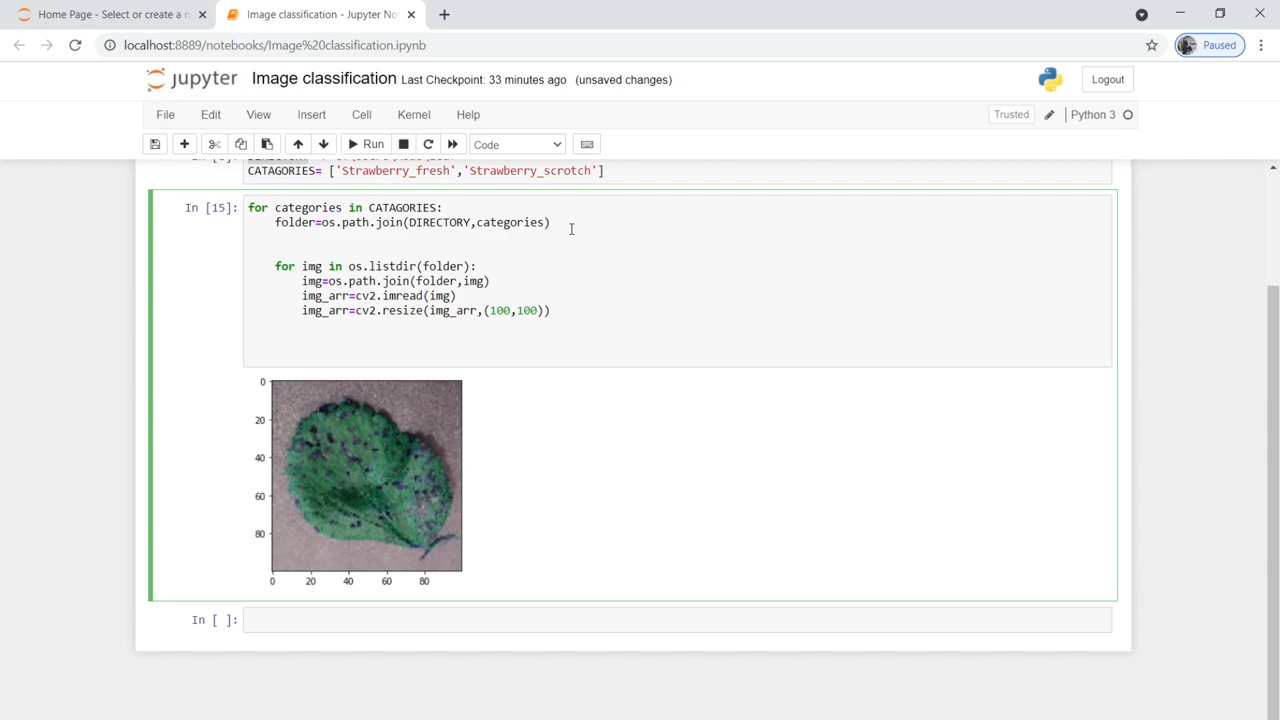 Home Page - Select or create a n
Image classification - Jupyter No
localhost:8889/notebooks/Image%20classification.ipynb
Paused
jupyter Image classification Last Checkpoint: 33 minutes ago (unsaved changes)
Logout
File Edit View Insert Cell Kernel Help
Trusted Python 3
Run Code
CATAGORIES= ['Strawberry_fresh','Strawberry_scrotch']
In [15]: for categories in CATAGORIES:
folder=os.path.join(DIRECTORY,categories)
for img in os.listdir(folder):
img=os.path.join(folder,img)
img_arr=cv2.imread(img)
img_arr=cv2.resize(img_arr,(100,100))
0
20
40
60
80
0 20 40 60 80
In [ ]: